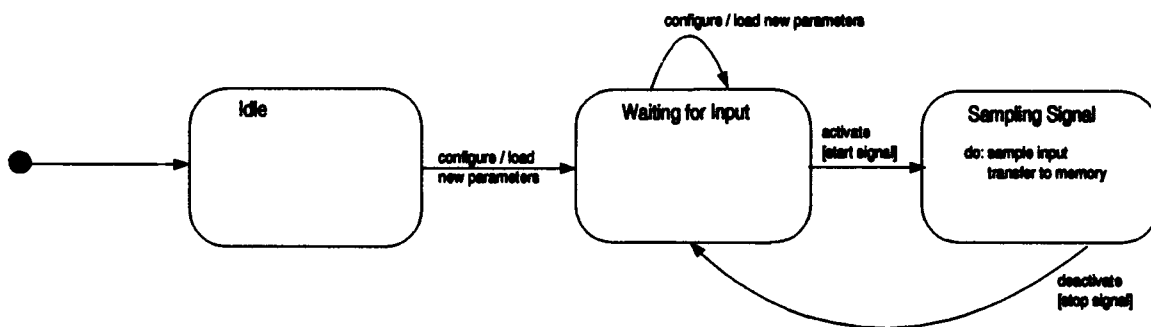 configure / load new parameters
Idle
Waiting for Input
Sampling Signal
activate
[start signal]
do: sample input
transfer to memory
configure / load
new parameters
deactivate
[stop signal]